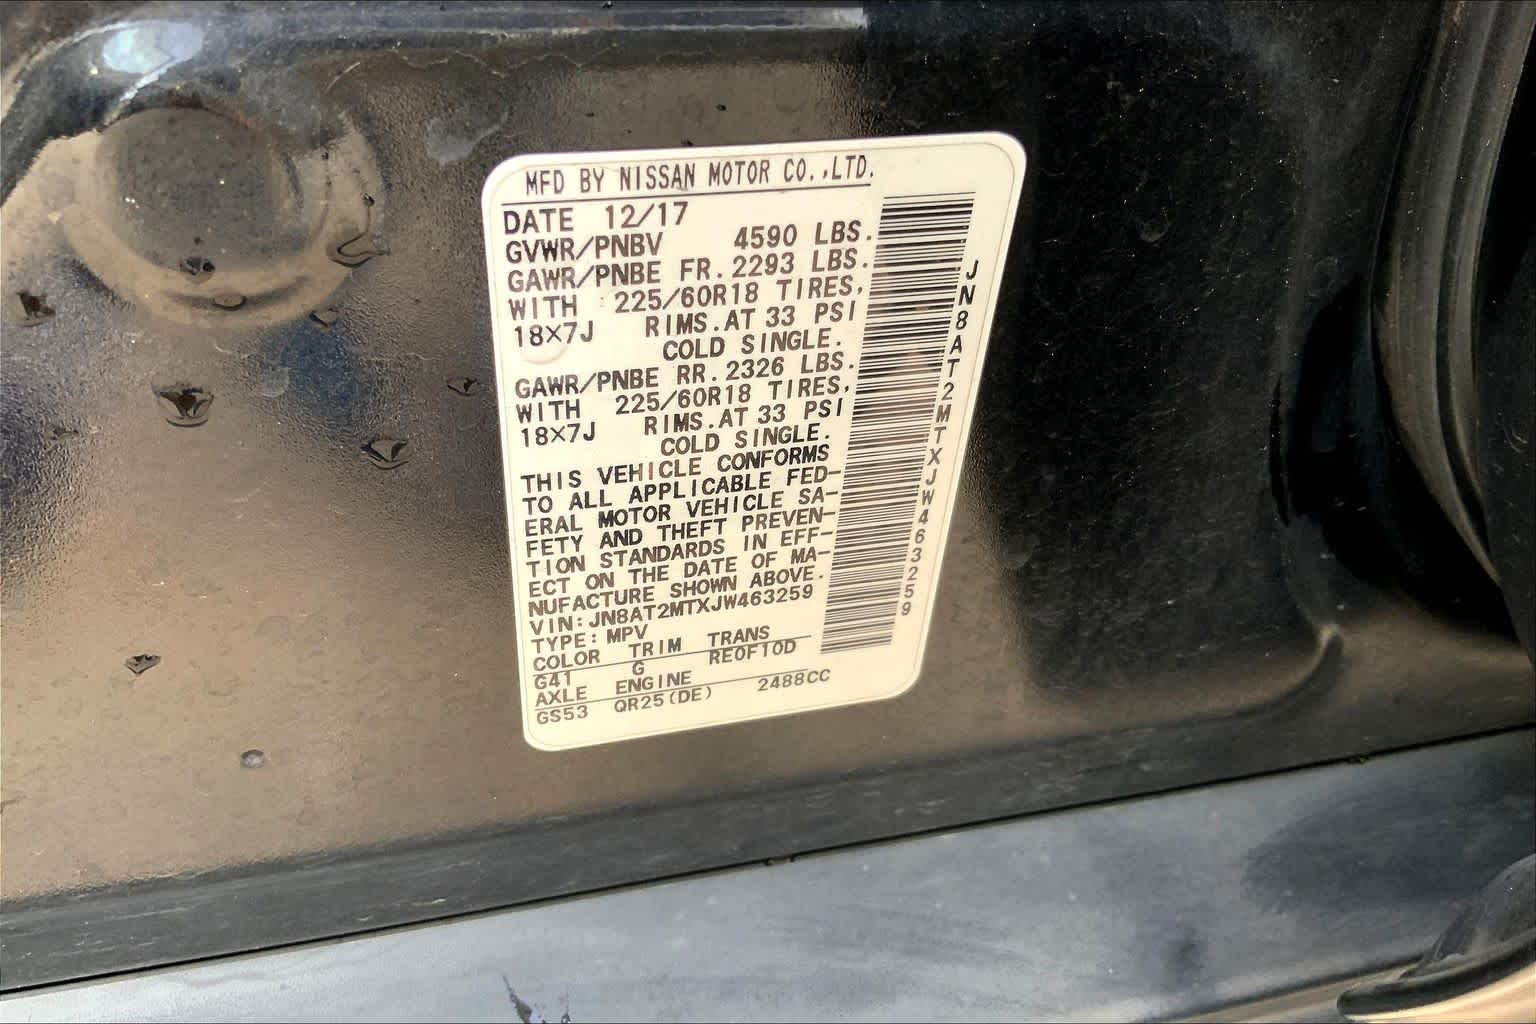 MFD BY NISSAN MOTOR CO.,LTD.
DATE 12/17
GVWR/PNBV 4590 LBS.
GAWR/PNBE FR. 2293 LBS.
WITH 225/60R18 TIRES,
18×7J RIMS. AT 33 PSI
COLD SINGLE.
GAWR/PNBE RR. 2326 LBS.
WITH 225/60R18 TIRES,
18×7J RIMS. AT 33 PSI
COLD SINGLE.
THIS VEHICLE CONFORMS
TO ALL APPLICABLE FED-
ERAL MOTOR VEHICLE SA-
FETY AND THEFT PREVEN-
TION STANDARDS IN EFF-
ECT ON THE DATE OF MA-
NUFACTURE SHOWN ABOVE.
VIN: JN8AT2MTXJW463259
TYPE: MPV
COLOR TRIM TRANS
G41 G RE0F10D
AXLE ENGINE
GS53 QR25(DE) 2488CC
JN8AT2MTXJW463259